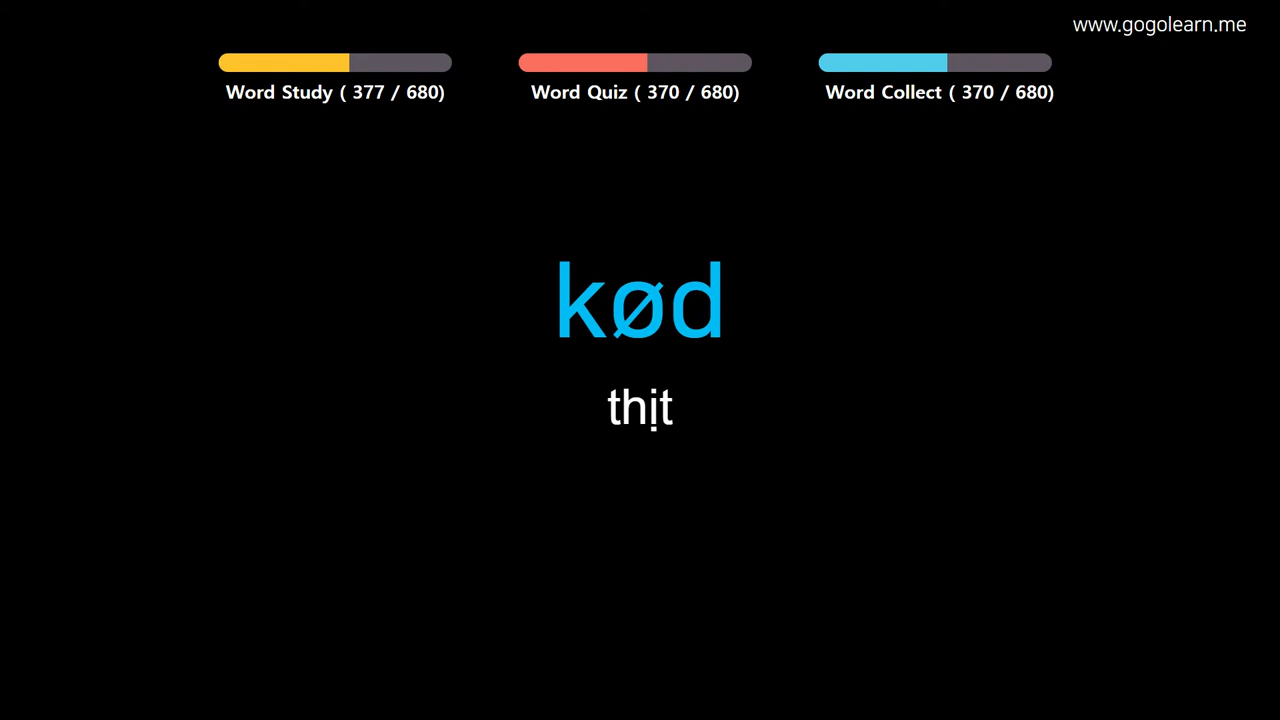 www.gogolearn.me
Word Study ( 377 / 680)
Word Quiz ( 370 / 680)
Word Collect ( 370 / 680)
kød
thịt